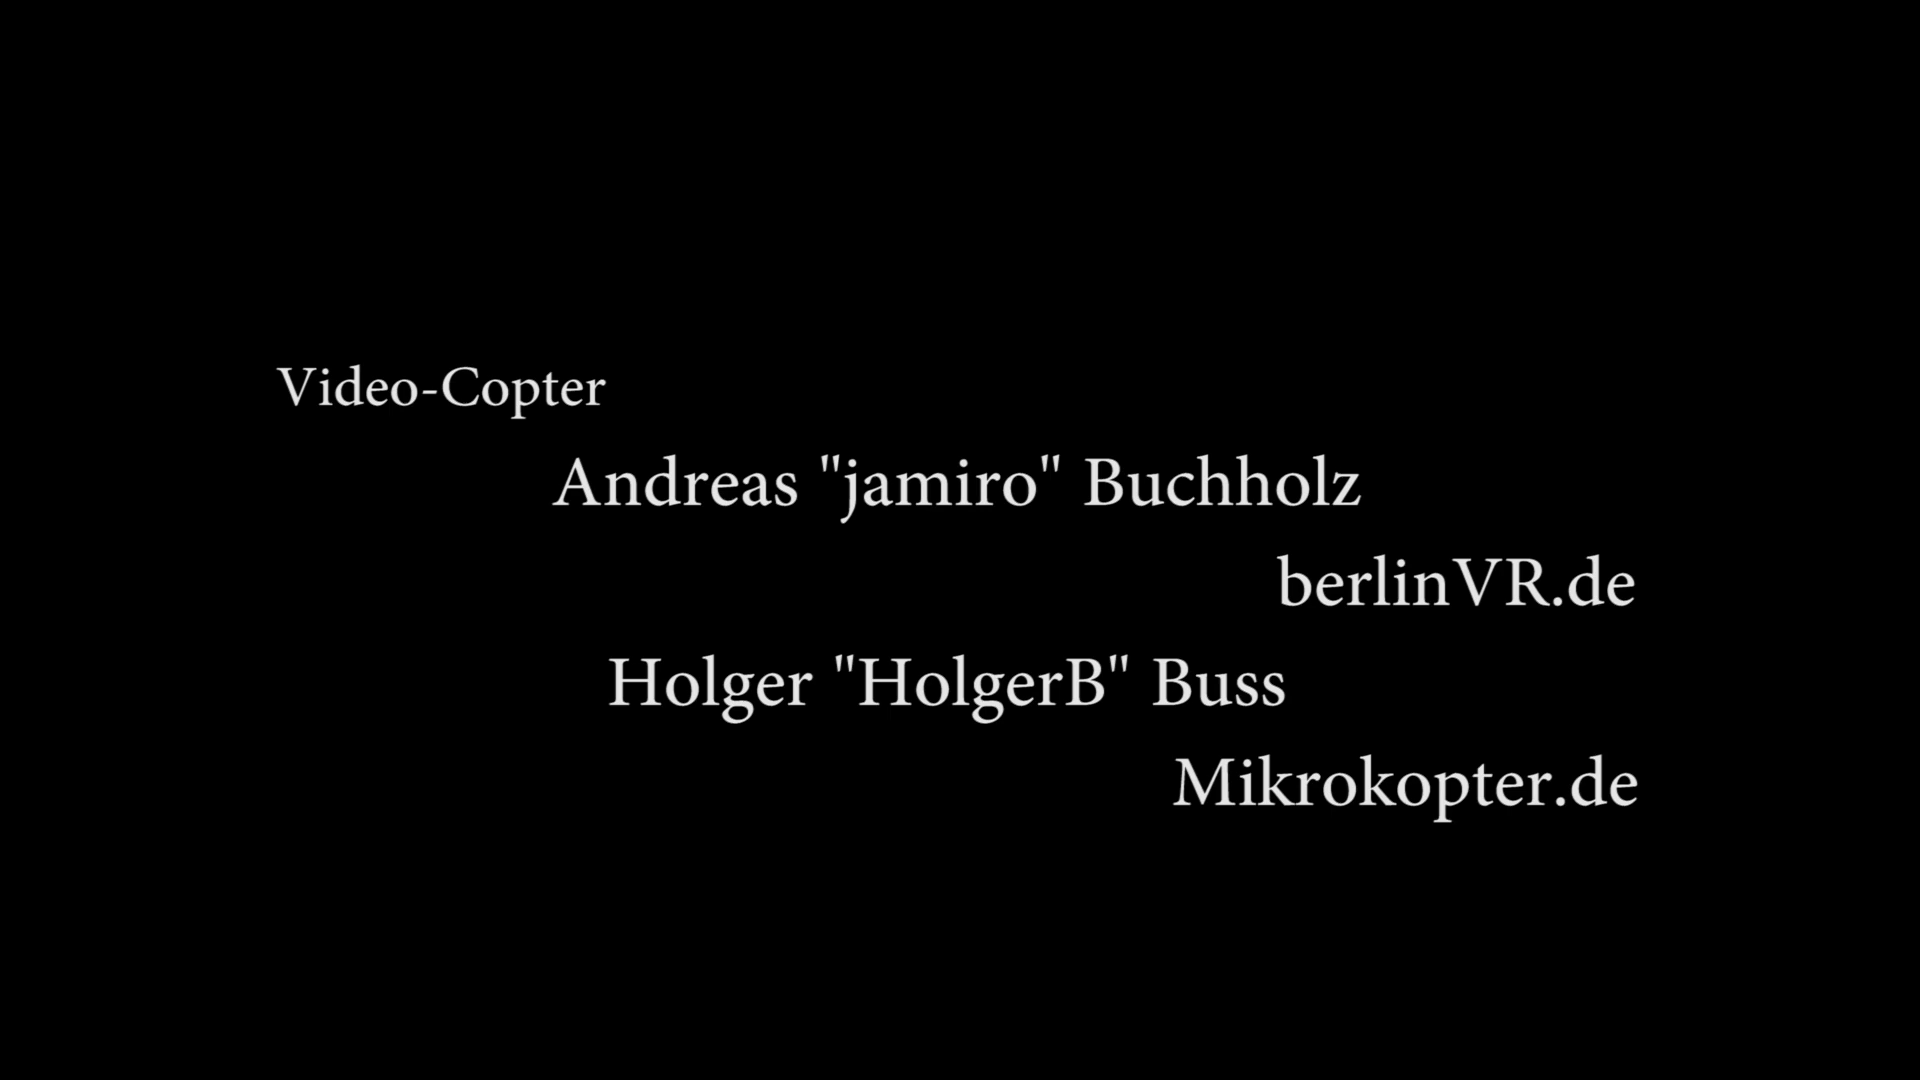 Video-Copter
Andreas "jamiro" Buchholz
berlinVR.de
Holger "HolgerB" Buss
Mikrokopter.de